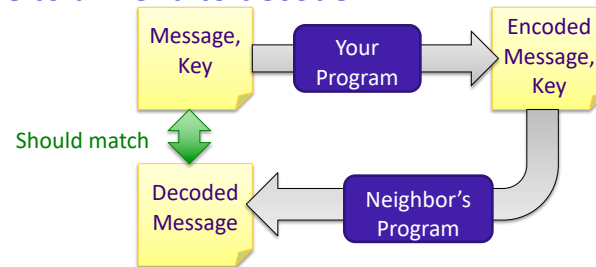 Message,
Key
Your
Program
Encoded
Message,
Key
Should match
Decoded
Message
Neighbor's
Program